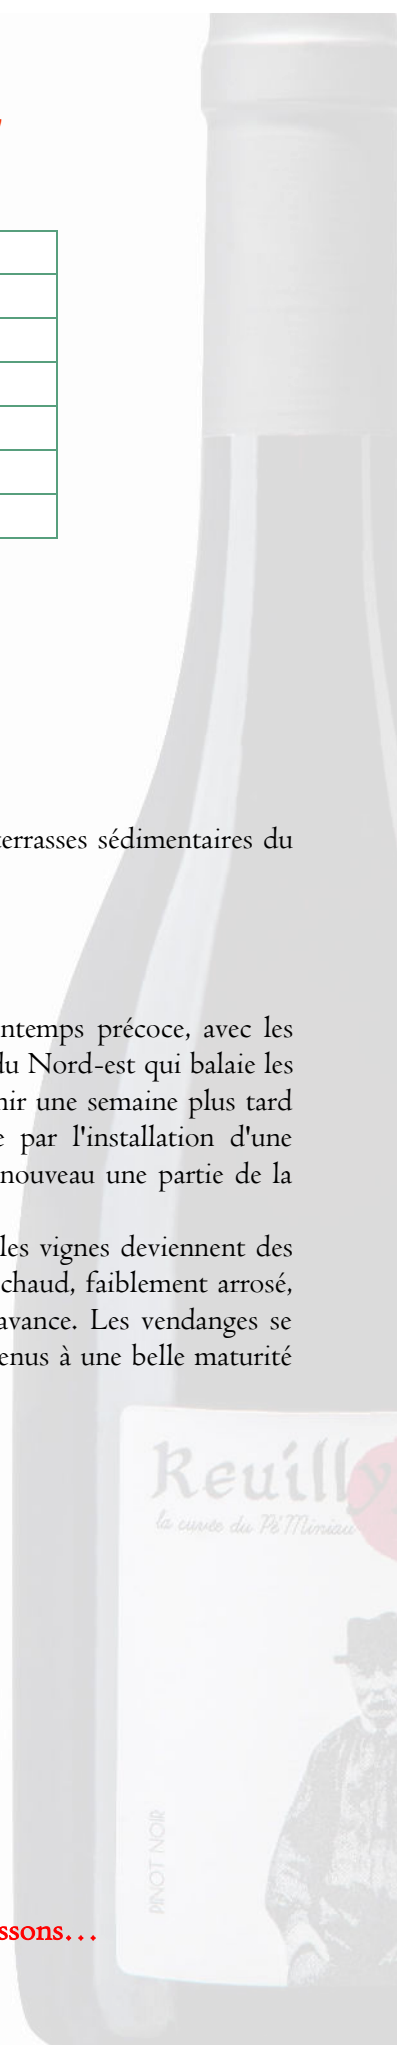 errasses sédimentaires du
ntemps précoce, avec les
du Nord-est qui balaie les
nir une semaine plus tard
e par l'installation d'une
nouveau une partie de la
les vignes deviennent des
chaud, faiblement arrosé,
avance. Les vendanges se
enus à une belle maturité
Reuilly
la cuvée du Pé'Miniau
PINOT NOIR
ssons…